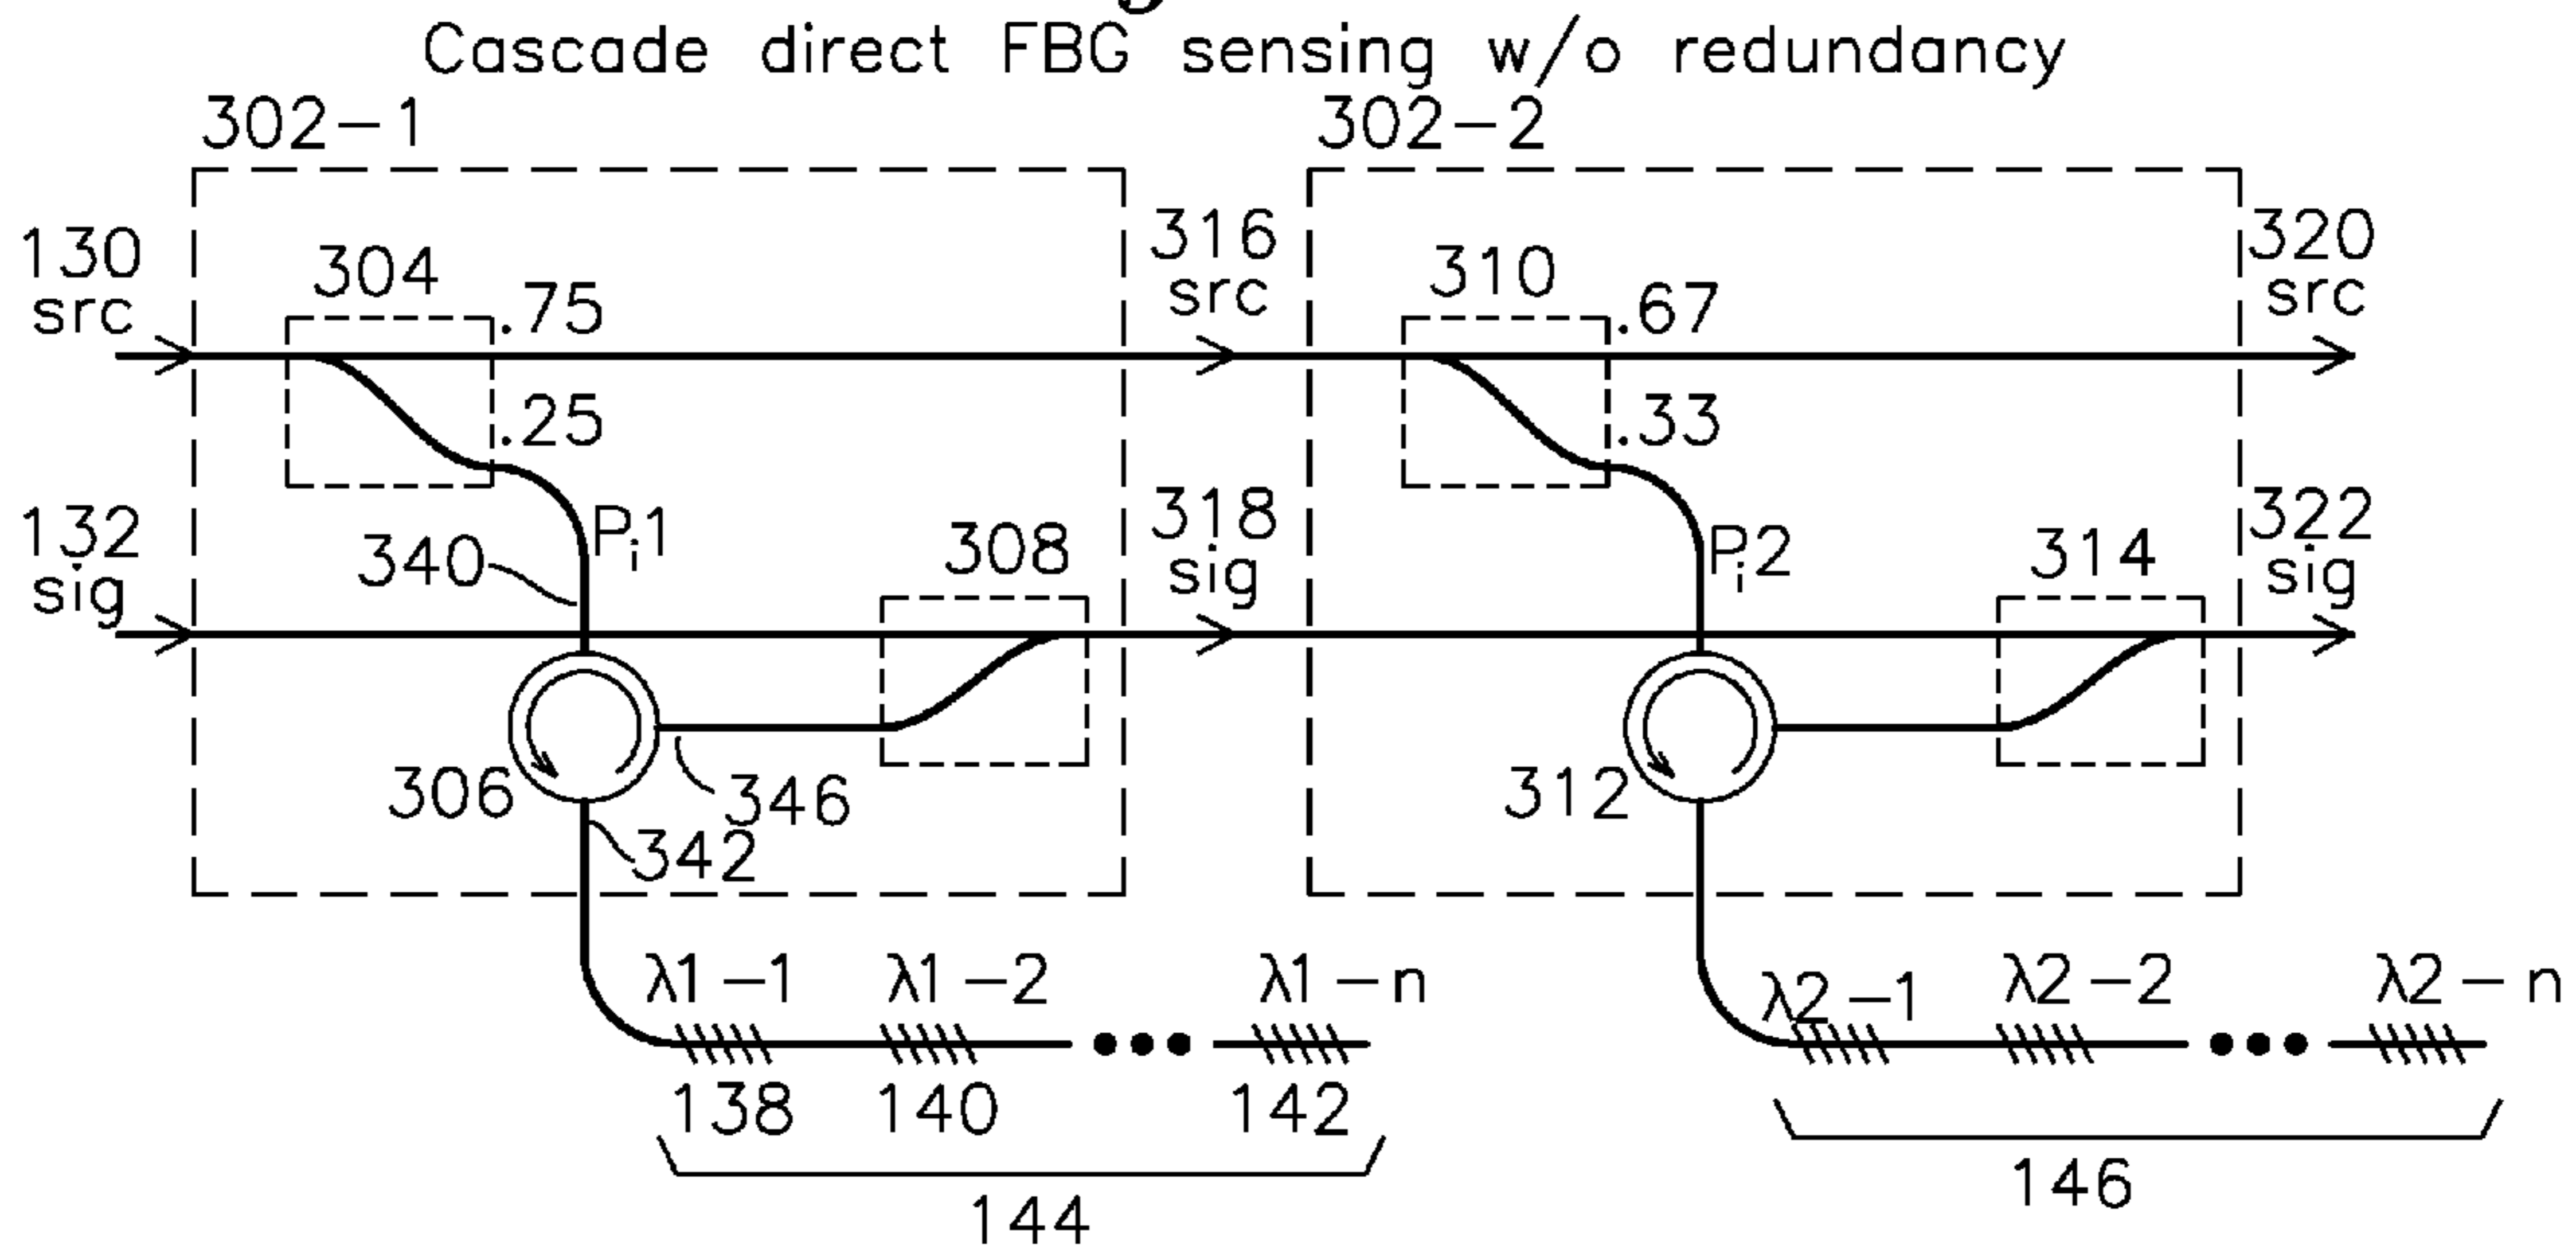 Cascade direct FBG sensing w/o redundancy
302-1
302-2
130
src
304
.75
.25
316
src
310
.67
.33
320
src
132
sig
340
Pi1
308
318
sig
Pi2
314
322
sig
306
346
342
312
λ1-1
λ1-2
λ1-n
λ2-1
λ2-2
λ2-n
138
140
142
144
146